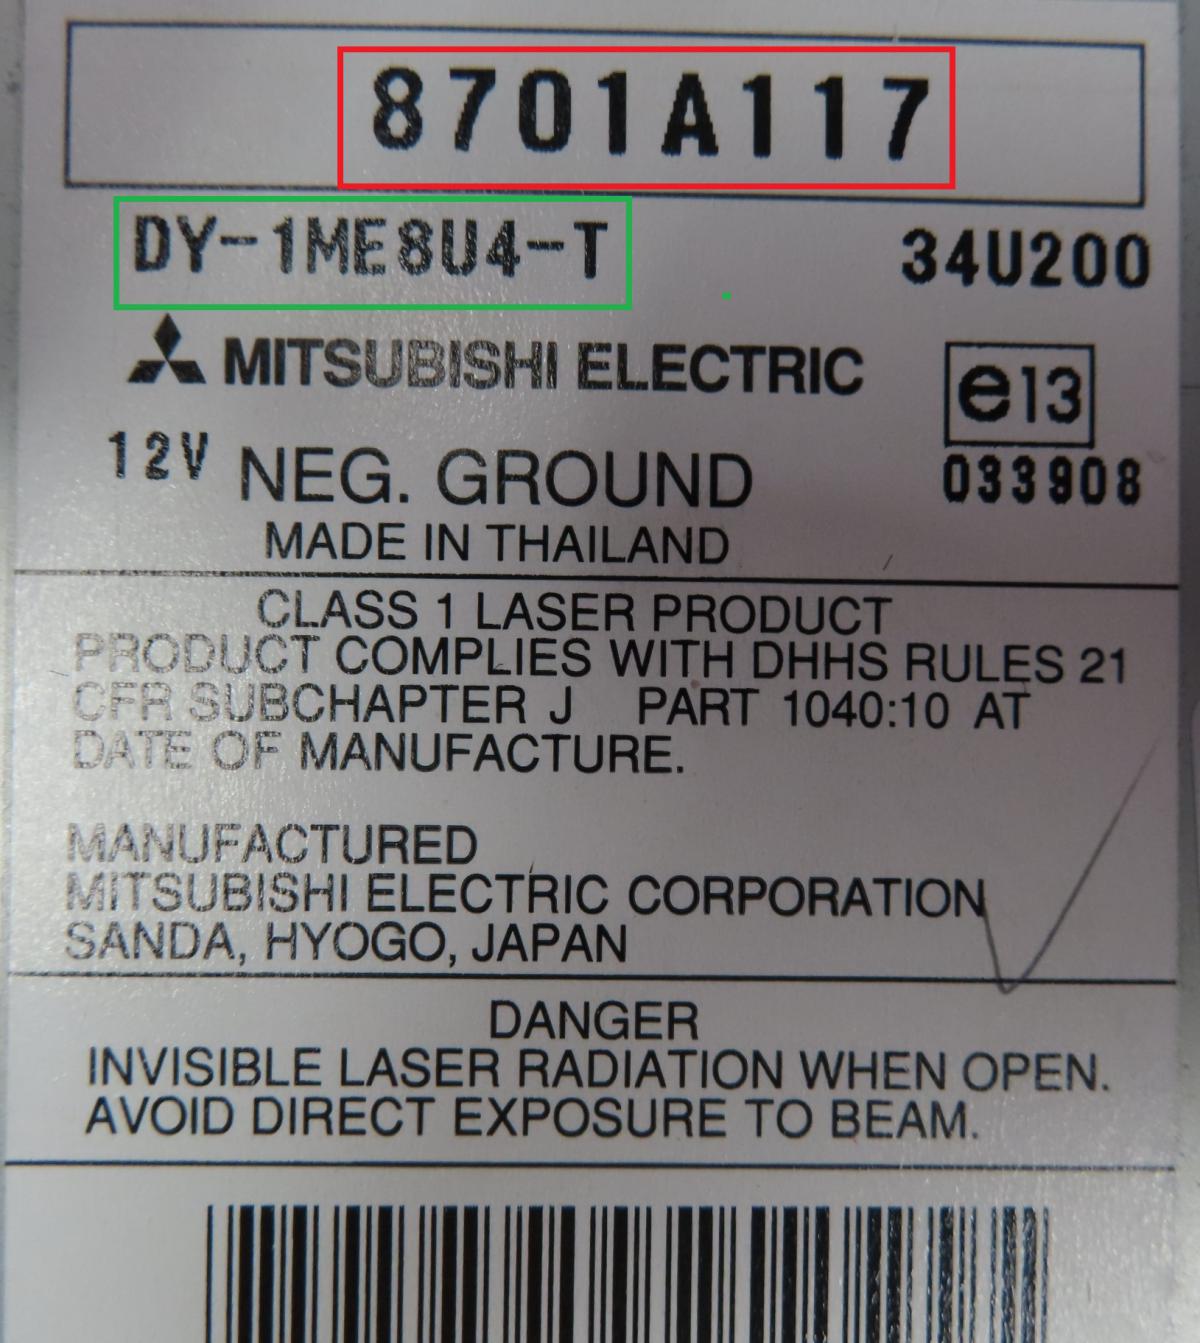 8701A117
DY-1ME8U4-T 34U200
MITSUBISHI ELECTRIC e13
12V NEG. GROUND 033908
MADE IN THAILAND
CLASS 1 LASER PRODUCT
PRODUCT COMPLIES WITH DHHS RULES 21
CFR SUBCHAPTER J PART 1040:10 AT
DATE OF MANUFACTURE.
MANUFACTURED
MITSUBISHI ELECTRIC CORPORATION
SANDA, HYOGO, JAPAN
DANGER
INVISIBLE LASER RADIATION WHEN OPEN.
AVOID DIRECT EXPOSURE TO BEAM.